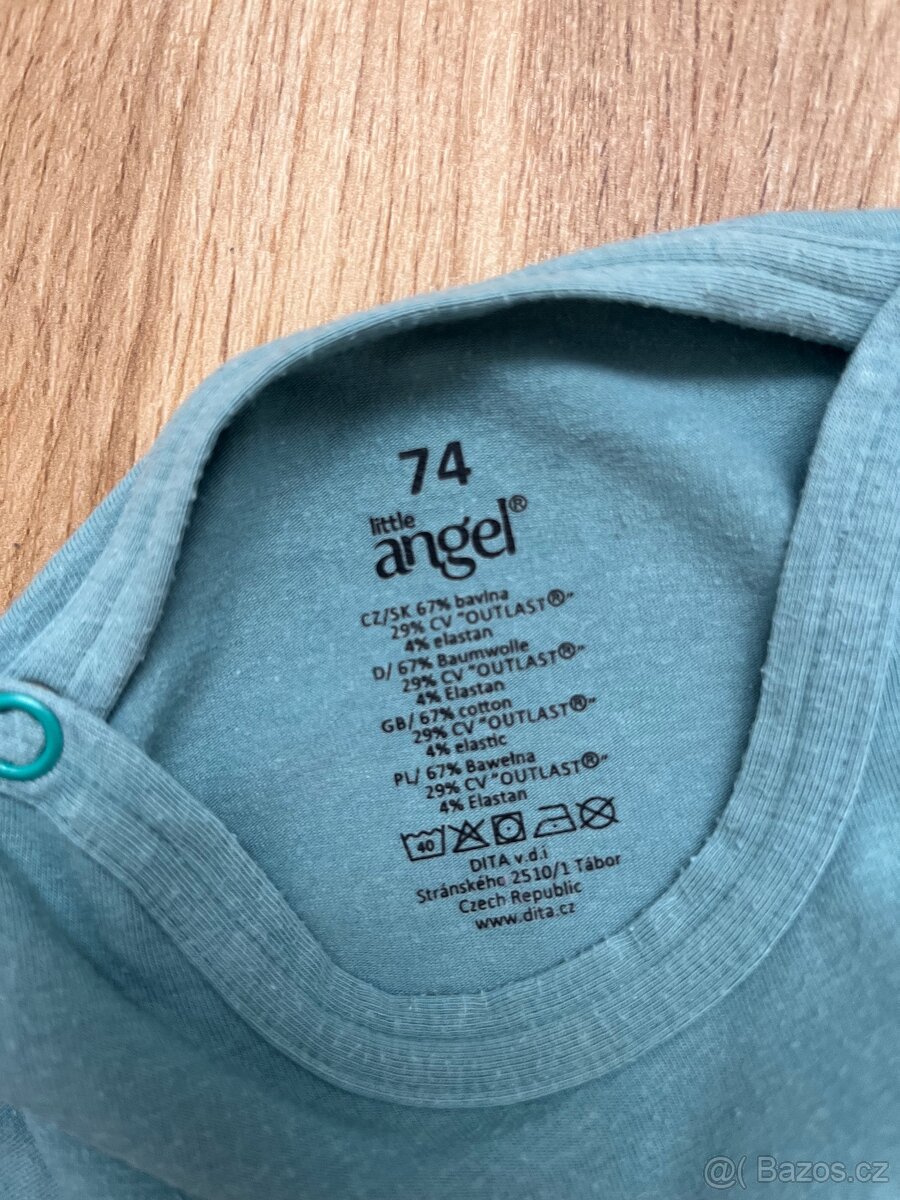 74
little
angel®
CZ/SK 67% bavlna
29% CV "OUTLAST®"
4% elastan
D/ 67% Baumwolle
29% CV "OUTLAST®"
4% Elastan
GB/ 67% cotton
29% CV "OUTLAST®"
4% elastic
PL/ 67% Bawełna
29% CV "OUTLAST®"
4% Elastan
40
DITA v.d.i
Stránského 2510/1 Tábor
Czech Republic
www.dita.cz
@( Bazos.cz